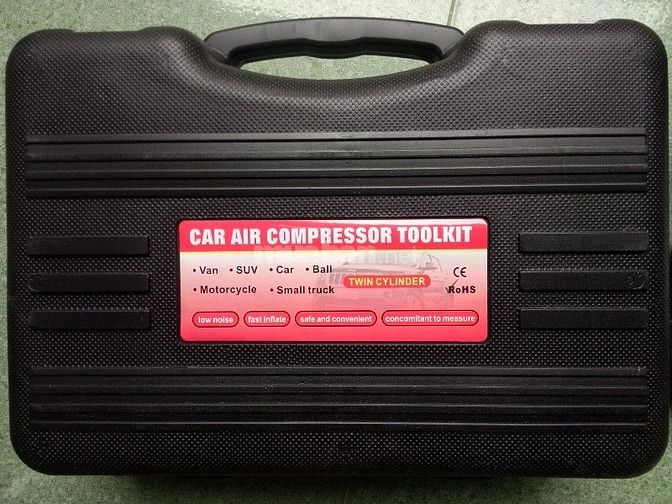 CAR AIR COMPRESSOR TOOLKIT
• Van • SUV • Car • Ball
• Motorcycle • Small truck
TWIN CYLINDER
CE
RoHS
low noise fast inflate safe and convenient concomitant to measure